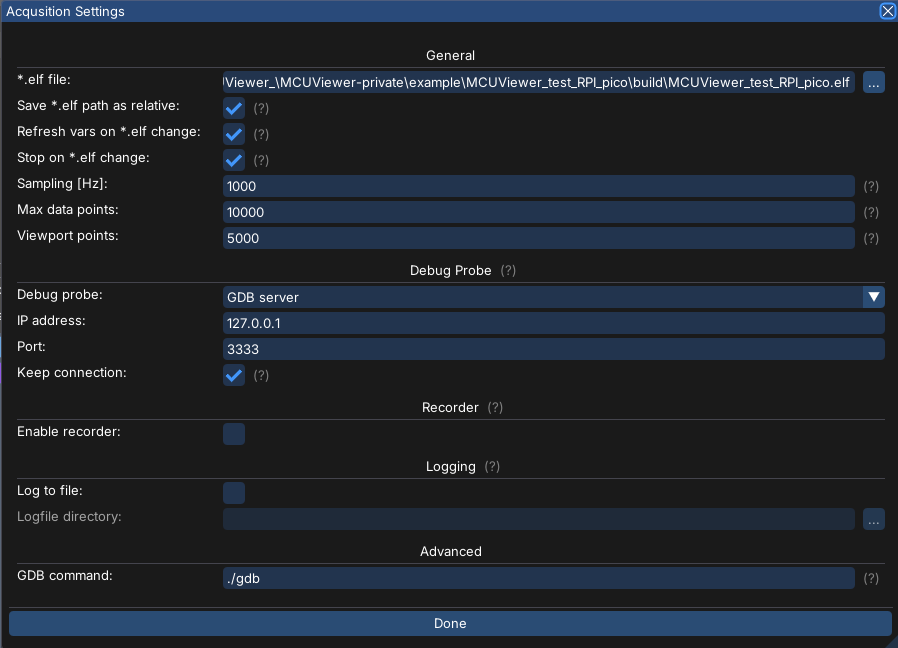 Acqusition Settings
General
*.elf file: Viewer_\MCUViewer-private\example\MCUViewer_test_RPI_pico\build\MCUViewer_test_RPI_pico.elf ...
Save *.elf path as relative: (?)
Refresh vars on *.elf change: (?)
Stop on *.elf change: (?)
Sampling [Hz]: 1000 (?)
Max data points: 10000 (?)
Viewport points: 5000 (?)
Debug Probe (?)
Debug probe: GDB server
IP address: 127.0.0.1
Port: 3333
Keep connection: (?)
Recorder (?)
Enable recorder:
Logging (?)
Log to file:
Logfile directory: ...
Advanced
GDB command: ./gdb (?)
Done